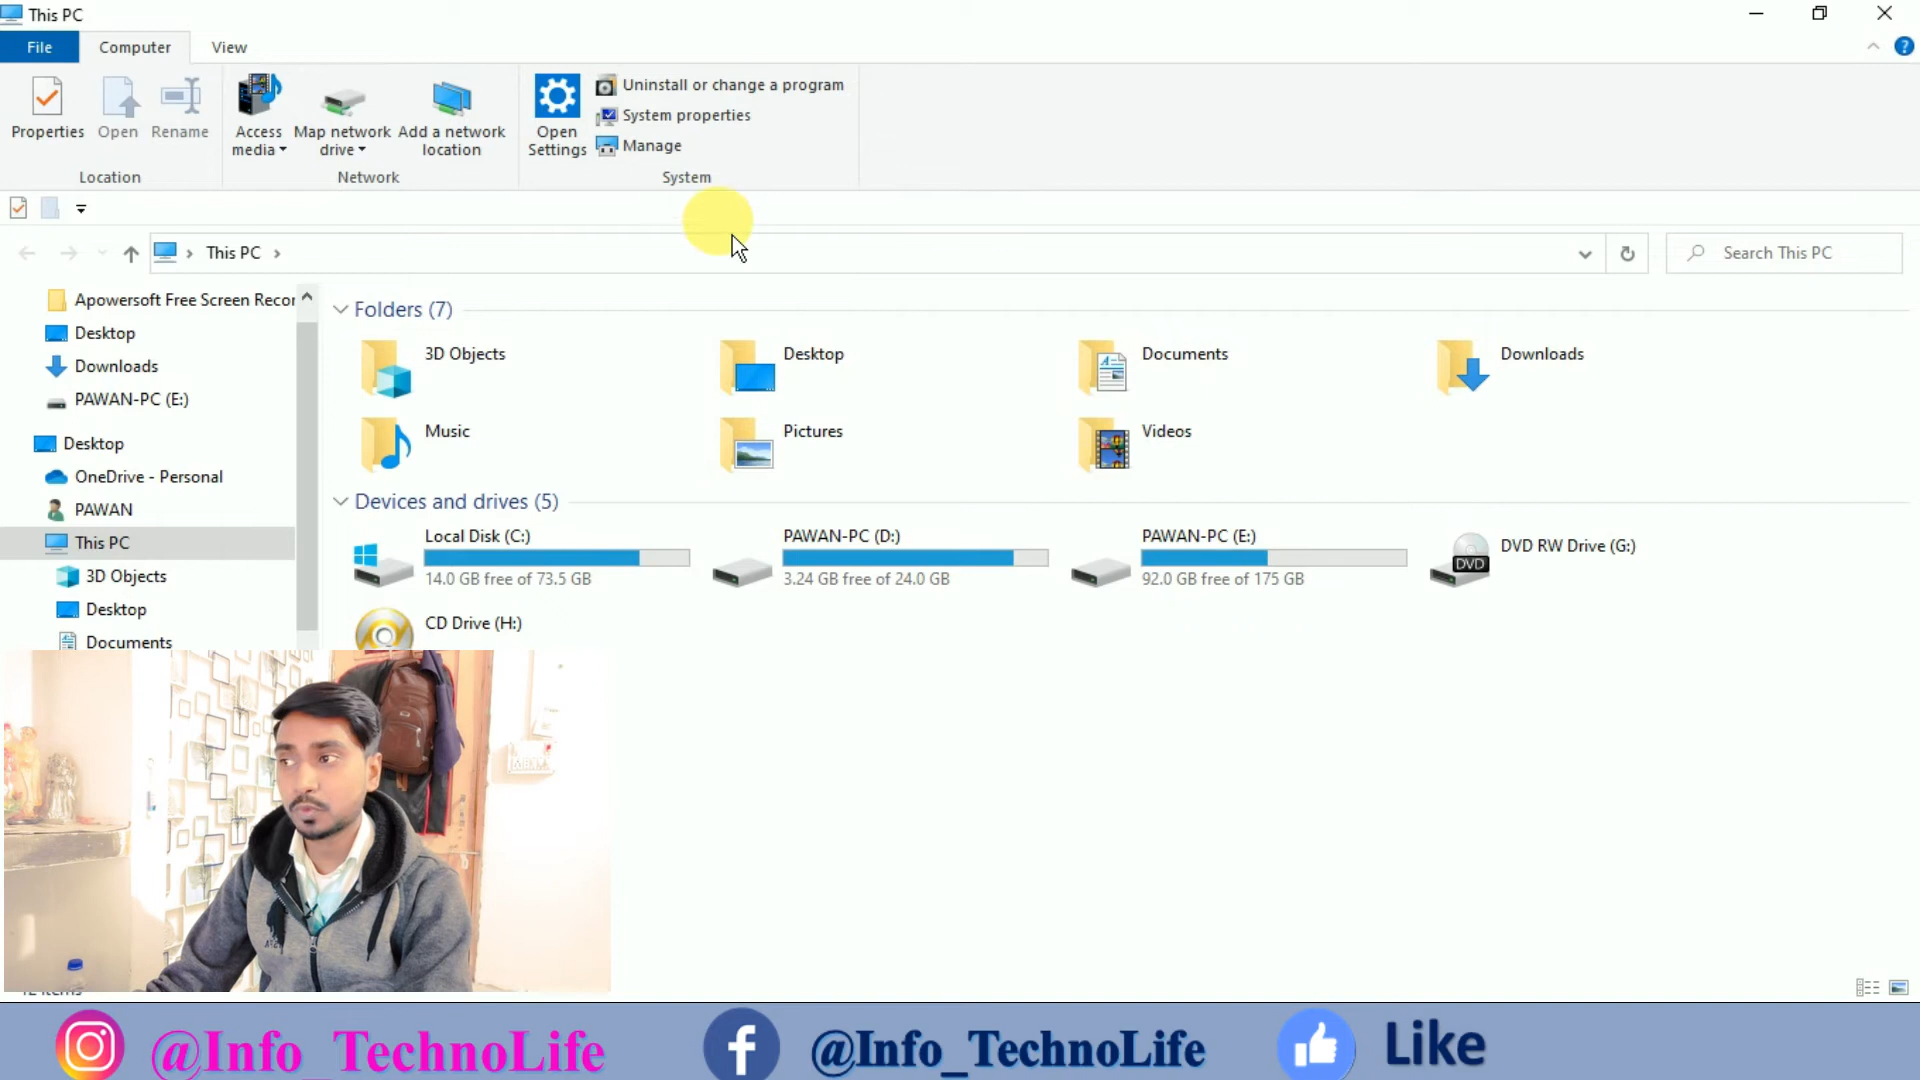 This PC
File
Computer
View
Properties
Open
Rename
Access media
Map network drive
Add a network location
Open Settings
Uninstall or change a program
System properties
Manage
Location
Network
System
This PC
Search This PC
Apowersoft Free Screen Recor
Desktop
Downloads
PAWAN-PC (E:)
Desktop
OneDrive - Personal
PAWAN
This PC
3D Objects
Desktop
Documents
Folders (7)
3D Objects
Desktop
Documents
Downloads
Music
Pictures
Videos
Devices and drives (5)
Local Disk (C:)
14.0 GB free of 73.5 GB
PAWAN-PC (D:)
3.24 GB free of 24.0 GB
PAWAN-PC (E:)
92.0 GB free of 175 GB
DVD
DVD RW Drive (G:)
CD Drive (H:)
@Info_TechnoLife
@Info_TechnoLife
Like